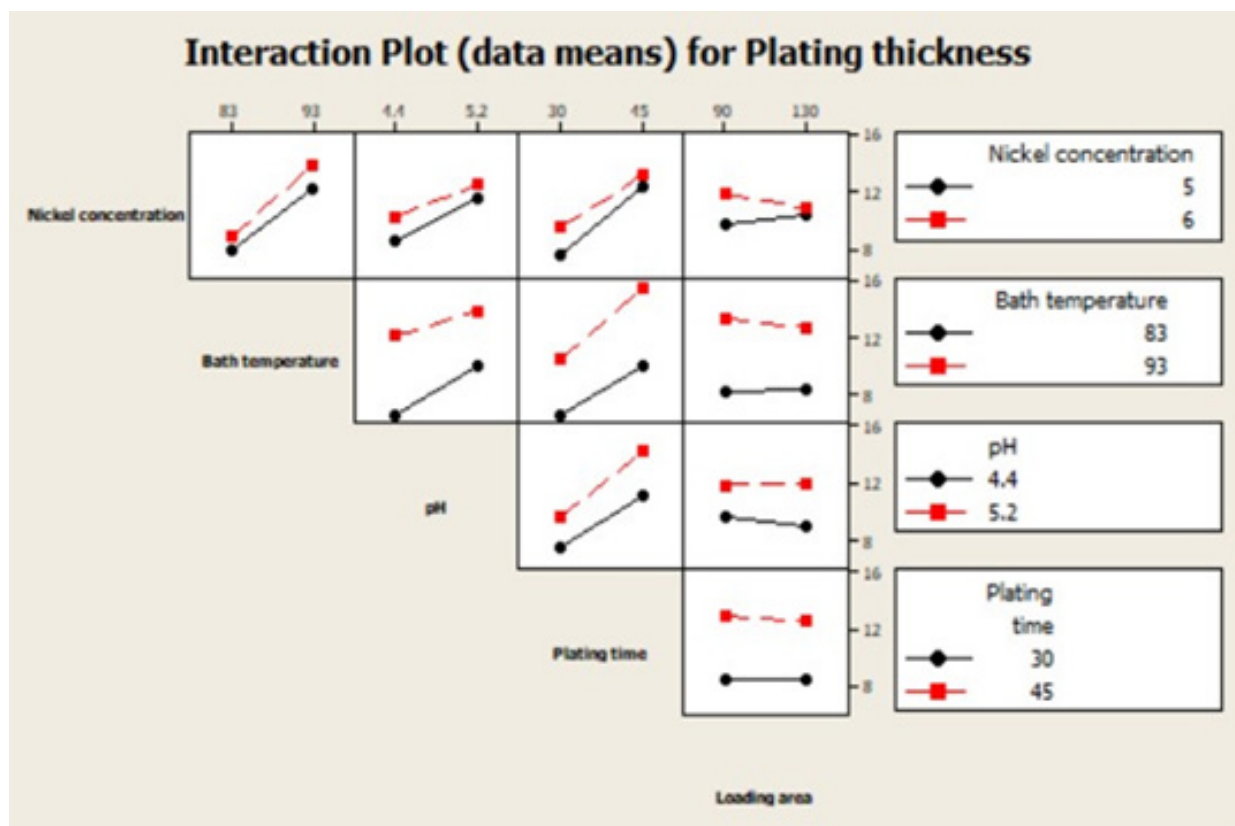 Interaction Plot (data means) for Plating thickness
83 93 4.4 5.2 30 45 90 130
Nickel concentration
16
12
8
Nickel concentration
5
6
Bath temperature
16
12
8
Bath temperature
83
93
pH
16
12
8
pH
4.4
5.2
Plating time
16
12
8
Plating
time
30
45
Loading area